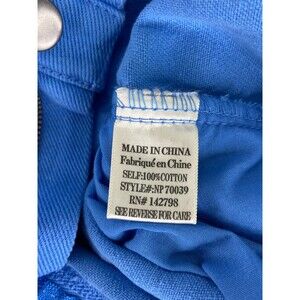 MADE IN CHINA
Fabriqué en Chine
SELF:100%COTTON
STYLE#:NP 70039
RN# 142798
SEE REVERSE FOR CARE